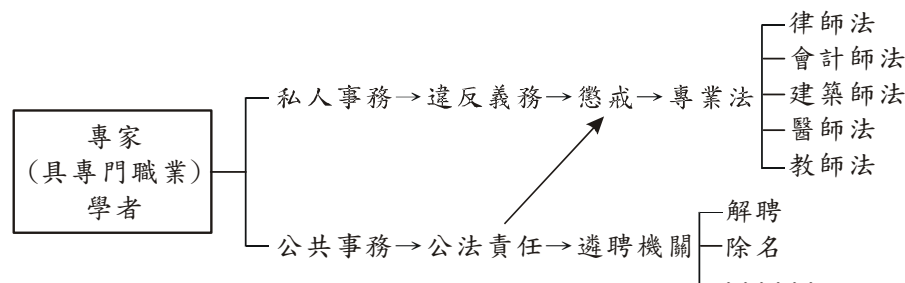 專家
(具專門職業)
學者
私人事務→違反義務→懲戒→專業法
律師法
會計師法
建築師法
醫師法
教師法
公共事務→公法責任→遴聘機關
解聘
除名